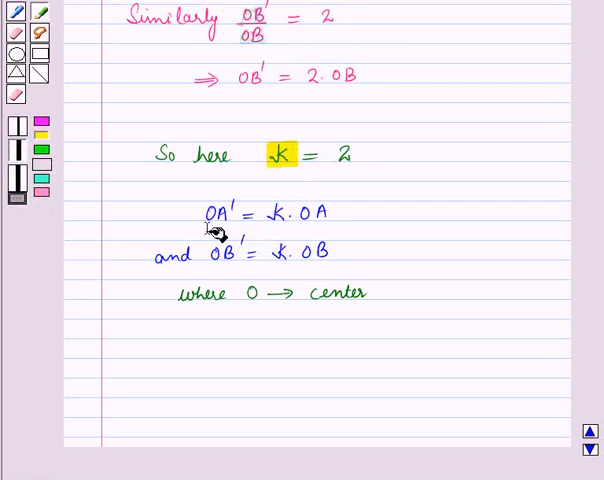 Similarly OB'/OB = 2
⇒ OB' = 2.OB
So here k = 2
OA' = k.OA
and OB' = k.OB
where O → center